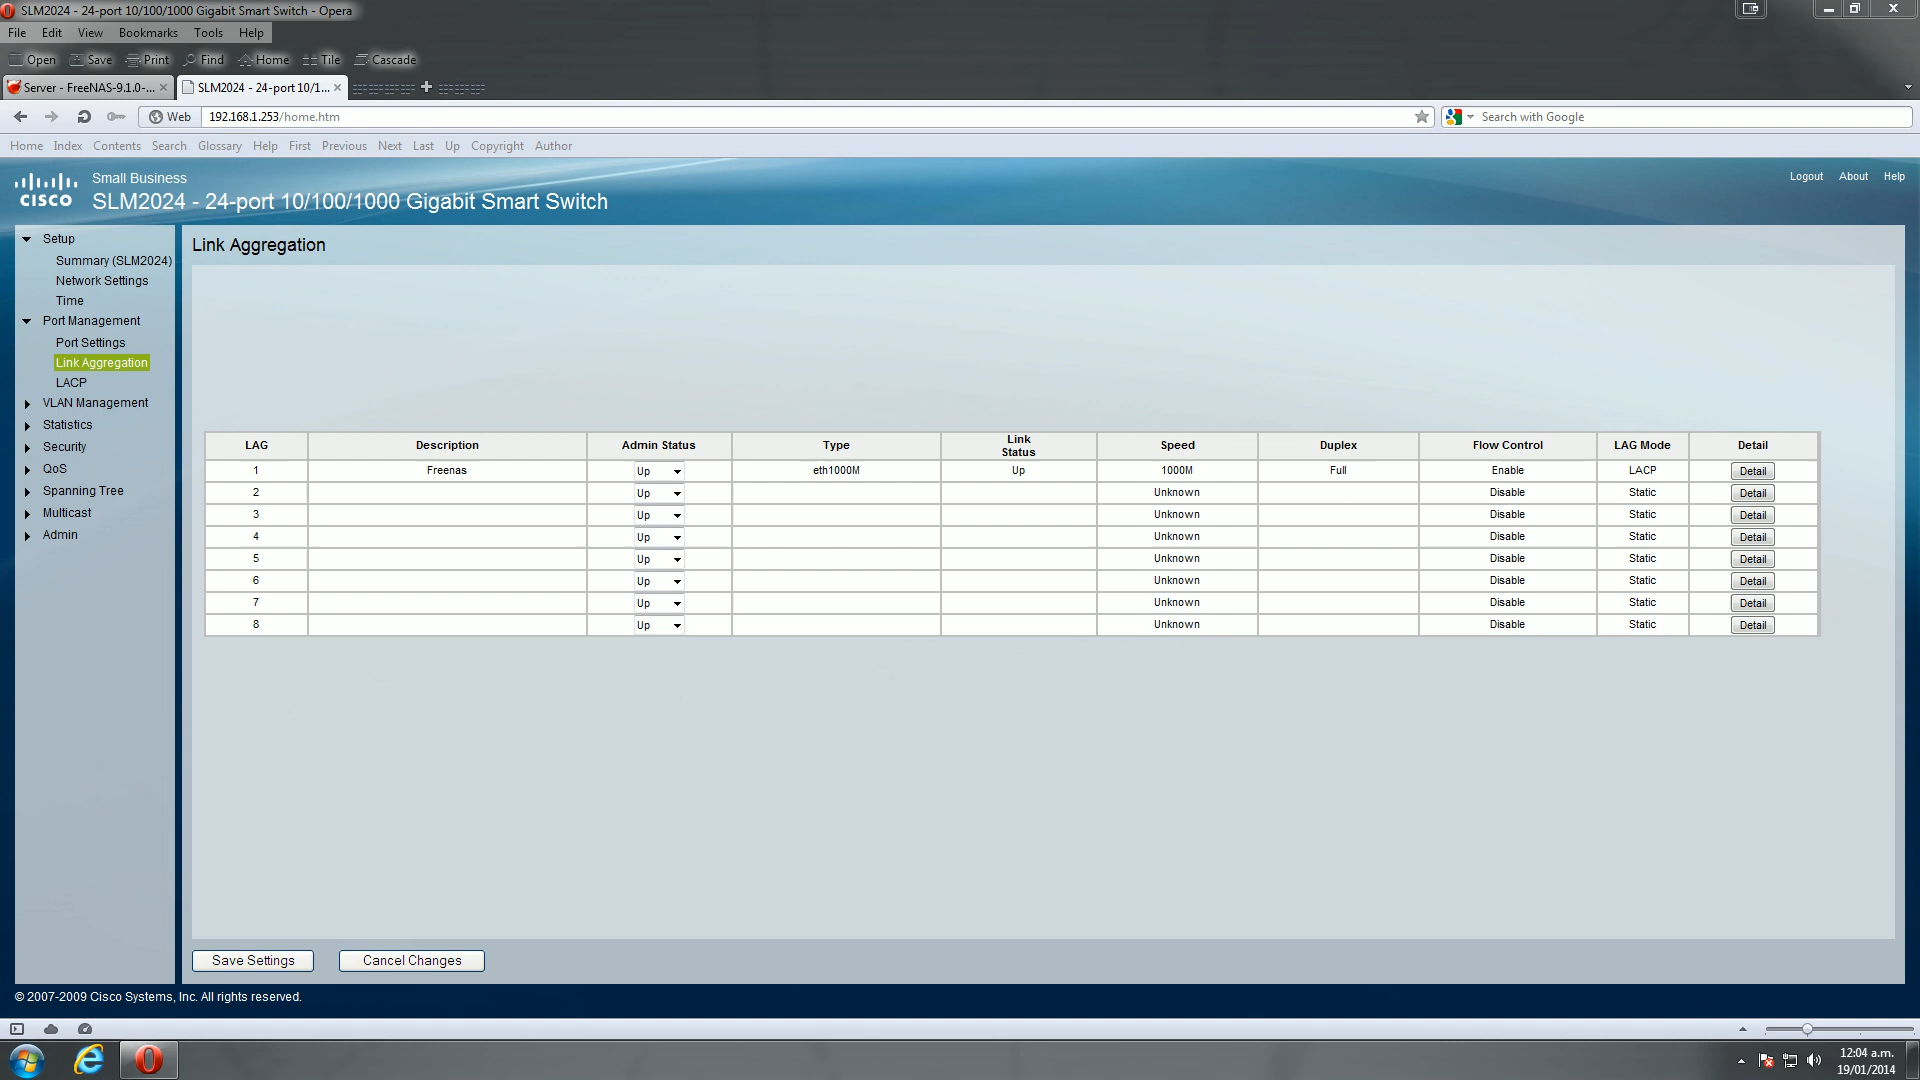 SLM2024 - 24-port 10/100/1000 Gigabit Smart Switch - Opera
File Edit View Bookmarks Tools Help
Open Save Print Find Home Tile Cascade
Server - FreeNAS-9.1.0-... SLM2024 - 24-port 10/1...
Web 192.168.1.253/home.htm Search with Google
Home Index Contents Search Glossary Help First Previous Next Last Up Copyright Author
CISCO
Small Business
SLM2024 - 24-port 10/100/1000 Gigabit Smart Switch
Logout About Help
Setup
Summary (SLM2024)
Network Settings
Time
Port Management
Port Settings
Link Aggregation
LACP
VLAN Management
Statistics
Security
QoS
Spanning Tree
Multicast
Admin
Link Aggregation
LAG Description Admin Status Type Link Status Speed Duplex Flow Control LAG Mode Detail
1 Freenas Up eth1000M Up 1000M Full Enable LACP Detail
2 Up Unknown Disable Static Detail
3 Up Unknown Disable Static Detail
4 Up Unknown Disable Static Detail
5 Up Unknown Disable Static Detail
6 Up Unknown Disable Static Detail
7 Up Unknown Disable Static Detail
8 Up Unknown Disable Static Detail
Save Settings Cancel Changes
© 2007-2009 Cisco Systems, Inc. All rights reserved.
12:04 a.m.
19/01/2014